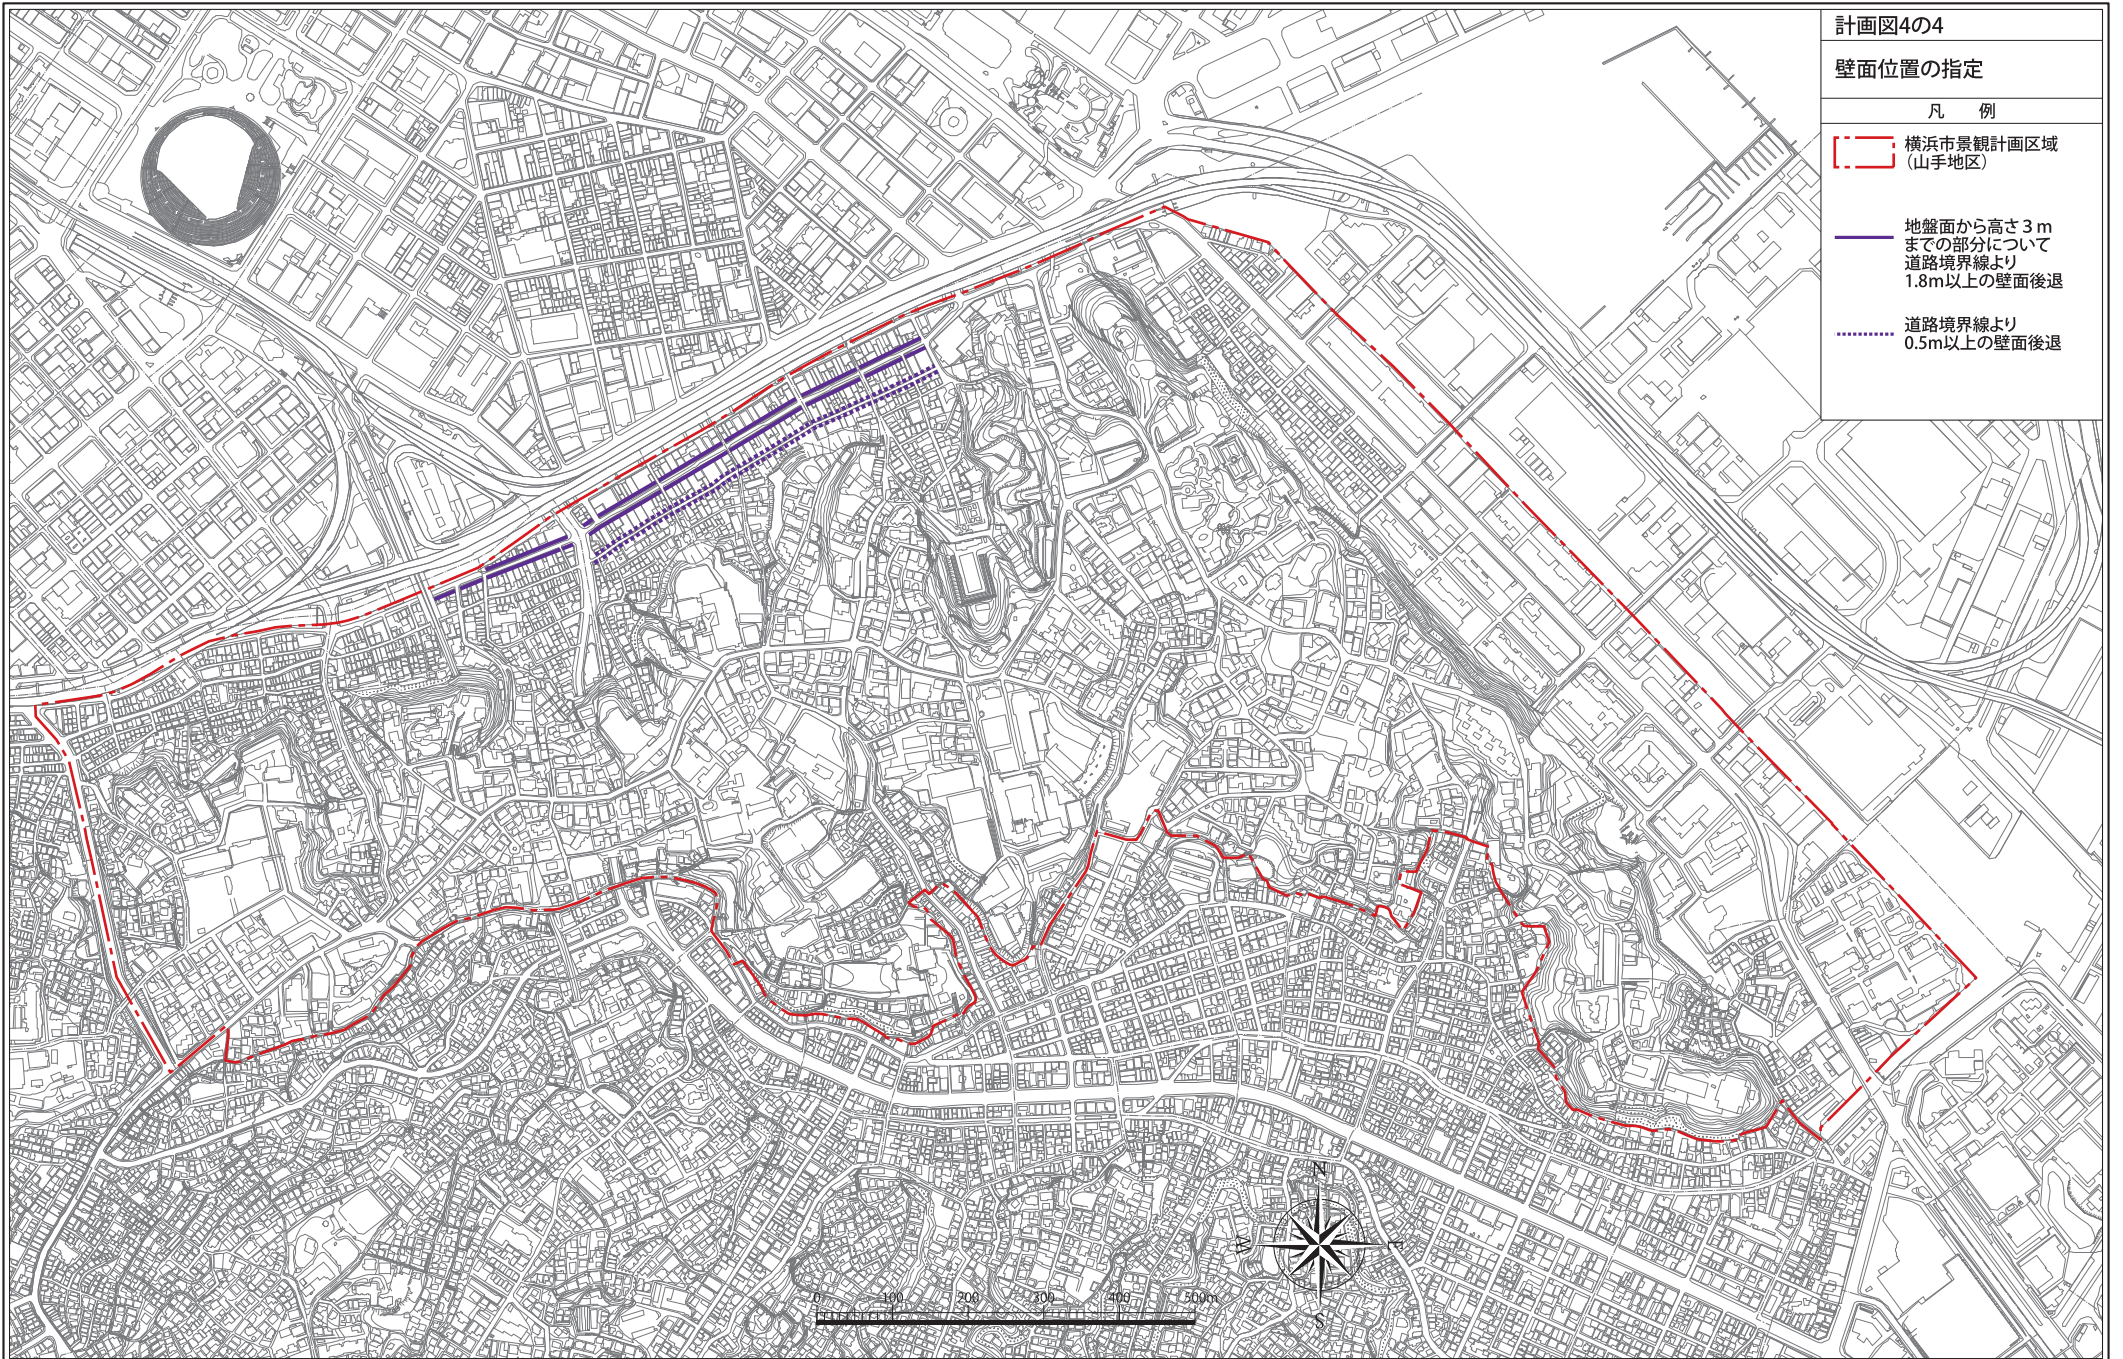 計画図4の4
壁面位置の指定
凡 例
横浜市景観計画区域
（山手地区）
地盤面から高さ3m
までの部分について
道路境界線より
1.8m以上の壁面後退
道路境界線より
0.5m以上の壁面後退
N
W
E
S
0 100 200 300 400 500m